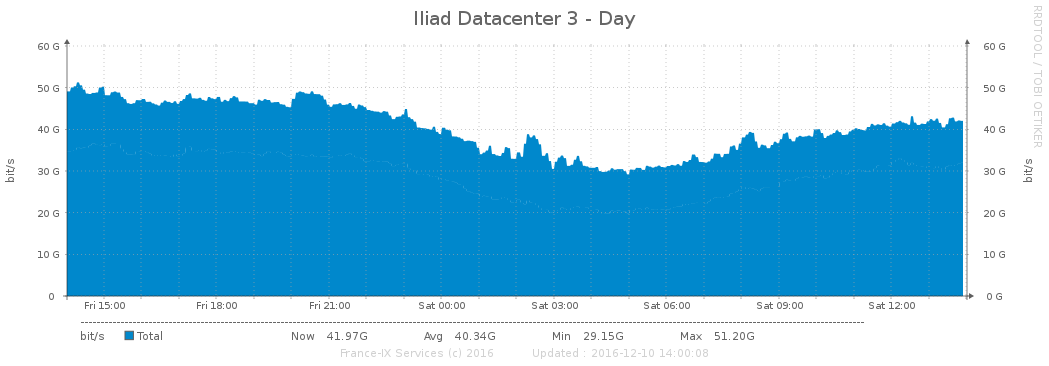 Iliad Datacenter 3 - Day
RRDTOOL / TOBI OETIKER
bit/s
60 G
50 G
40 G
30 G
20 G
10 G
0
60 G
50 G
40 G
30 G
20 G
10 G
0 G
bit/s
Fri 15:00 Fri 18:00 Fri 21:00 Sat 00:00 Sat 03:00 Sat 06:00 Sat 09:00 Sat 12:00
bit/s Total Now 41.97G Avg 40.34G Min 29.15G Max 51.20G
France-IX Services (c) 2016 Updated : 2016-12-10 14:00:08